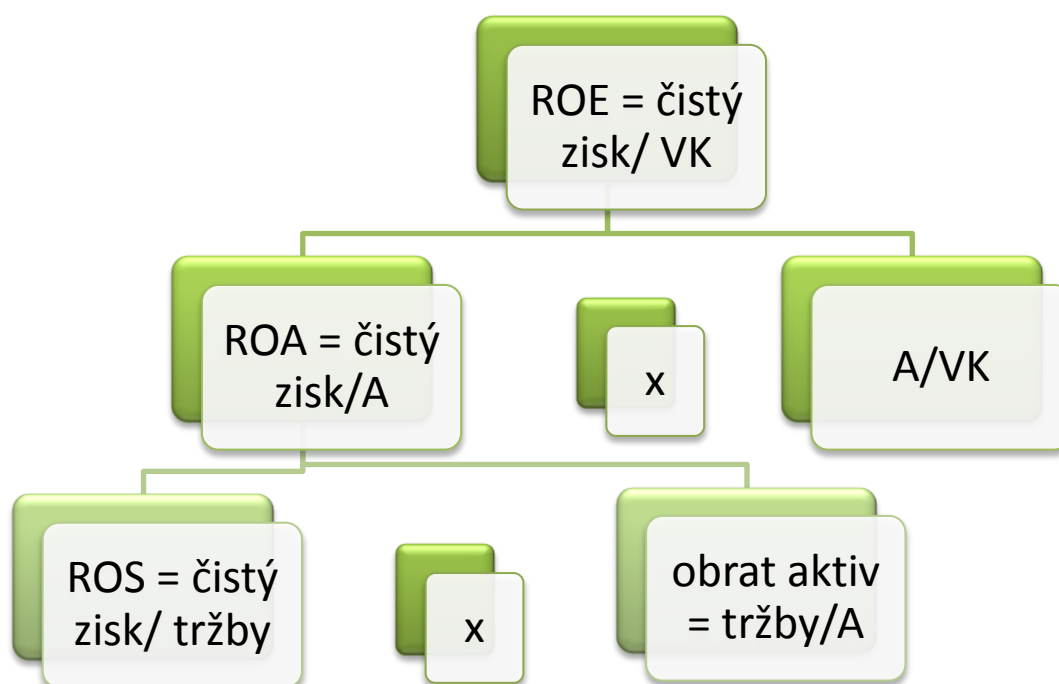 ROE = čistý
zisk/ VK
ROA = čistý
zisk/A
x
A/VK
ROS = čistý
zisk/ tržby
x
obrat aktiv
= tržby/A